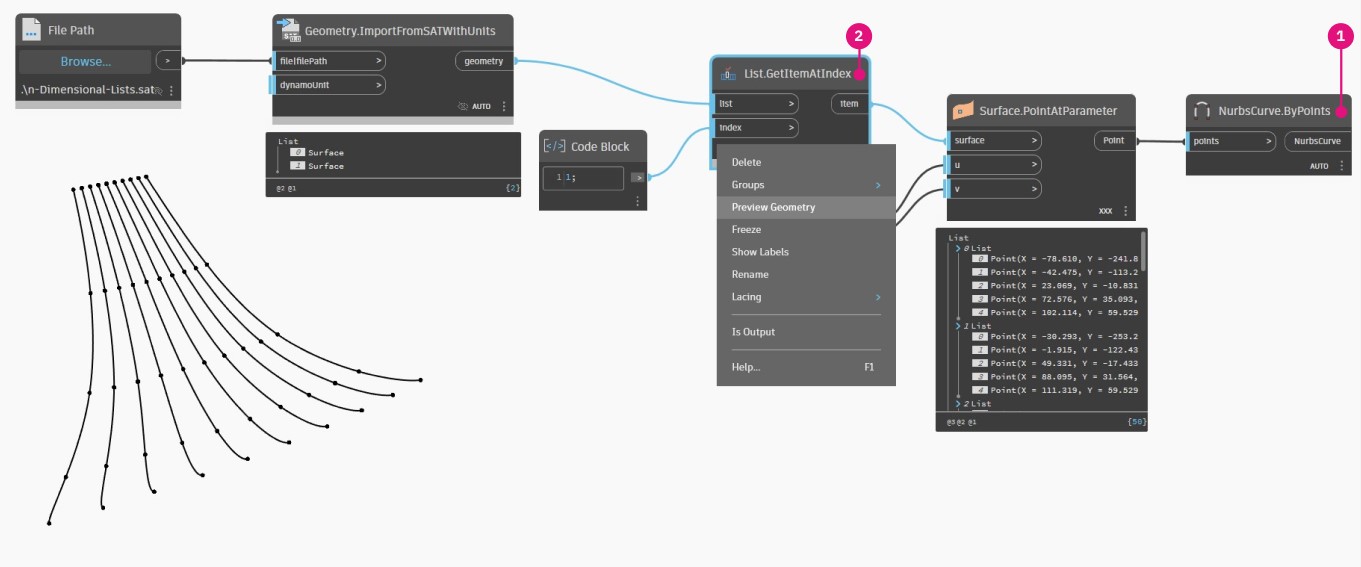 File Path
Browse...
>
.\n-Dimensional-Lists.sat
Geometry.ImportFromSATWithUnits
file|filePath >
geometry
dynamoUnit >
AUTO
List
0 Surface
1 Surface
@2 @1 {2}
Code Block
1 1;
>
2
List.GetItemAtIndex
list >
item
index >
Delete
Groups >
Preview Geometry
Freeze
Show Labels
Rename
Lacing >
Is Output
Help... F1
Surface.PointAtParameter
surface >
Point
u >
v >
XXX
List
0 List
0 Point(X = -78.610, Y = -241.8
1 Point(X = -42.475, Y = -113.2
2 Point(X = 23.069, Y = -10.831
3 Point(X = 72.576, Y = 35.093,
4 Point(X = 102.114, Y = 59.529
1 List
0 Point(X = -30.293, Y = -253.2
1 Point(X = -1.915, Y = -122.43
2 Point(X = 49.331, Y = -17.433
3 Point(X = 88.095, Y = 31.564,
4 Point(X = 111.319, Y = 59.529
2 List
@3 @2 @1 {50}
1
NurbsCurve.ByPoints
points >
NurbsCurve
AUTO